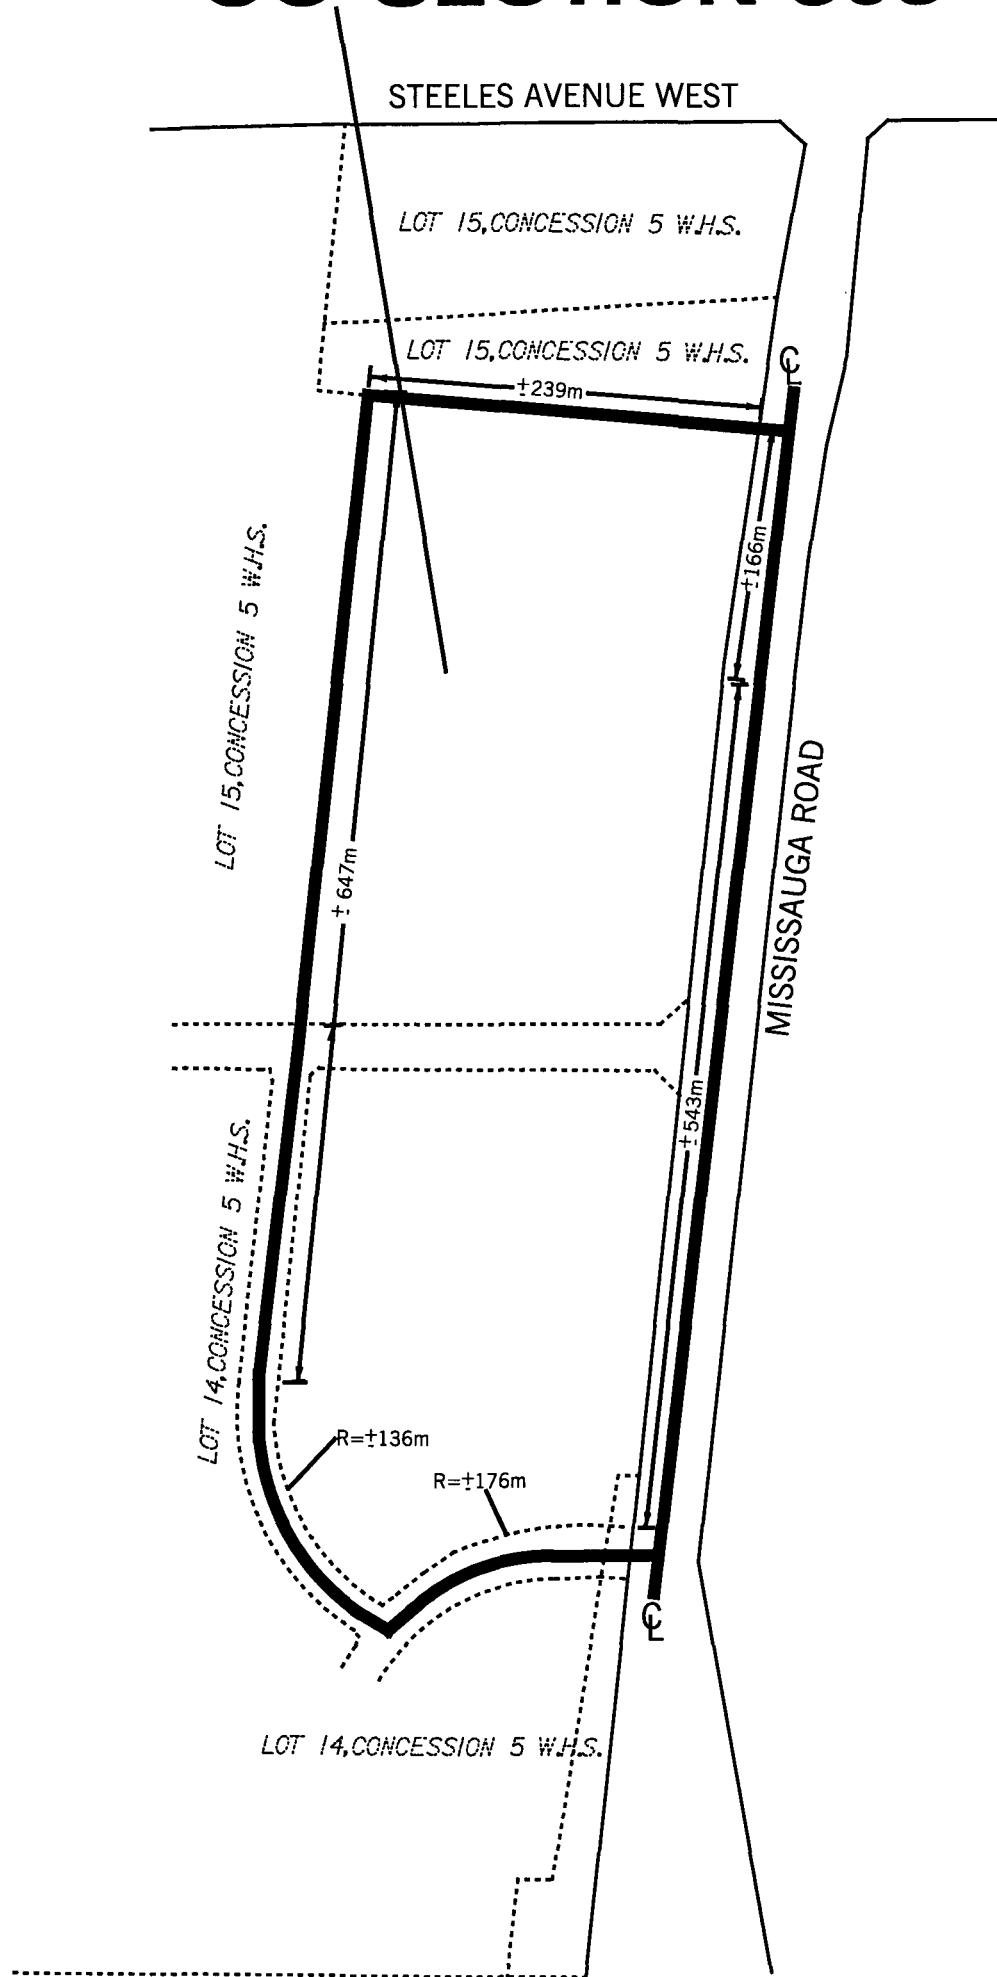 STEELES AVENUE WEST
LOT 15,CONCESSION 5 W.H.S.
LOT 15,CONCESSION 5 W.H.S.
℄
±239m
±166m
LOT 15,CONCESSION 5 W.H.S.
±647m
MISSISSAUGA ROAD
±543m
LOT 14,CONCESSION 5 W.H.S.
R=±136m
R=±176m
℄
LOT 14,CONCESSION 5 W.H.S.